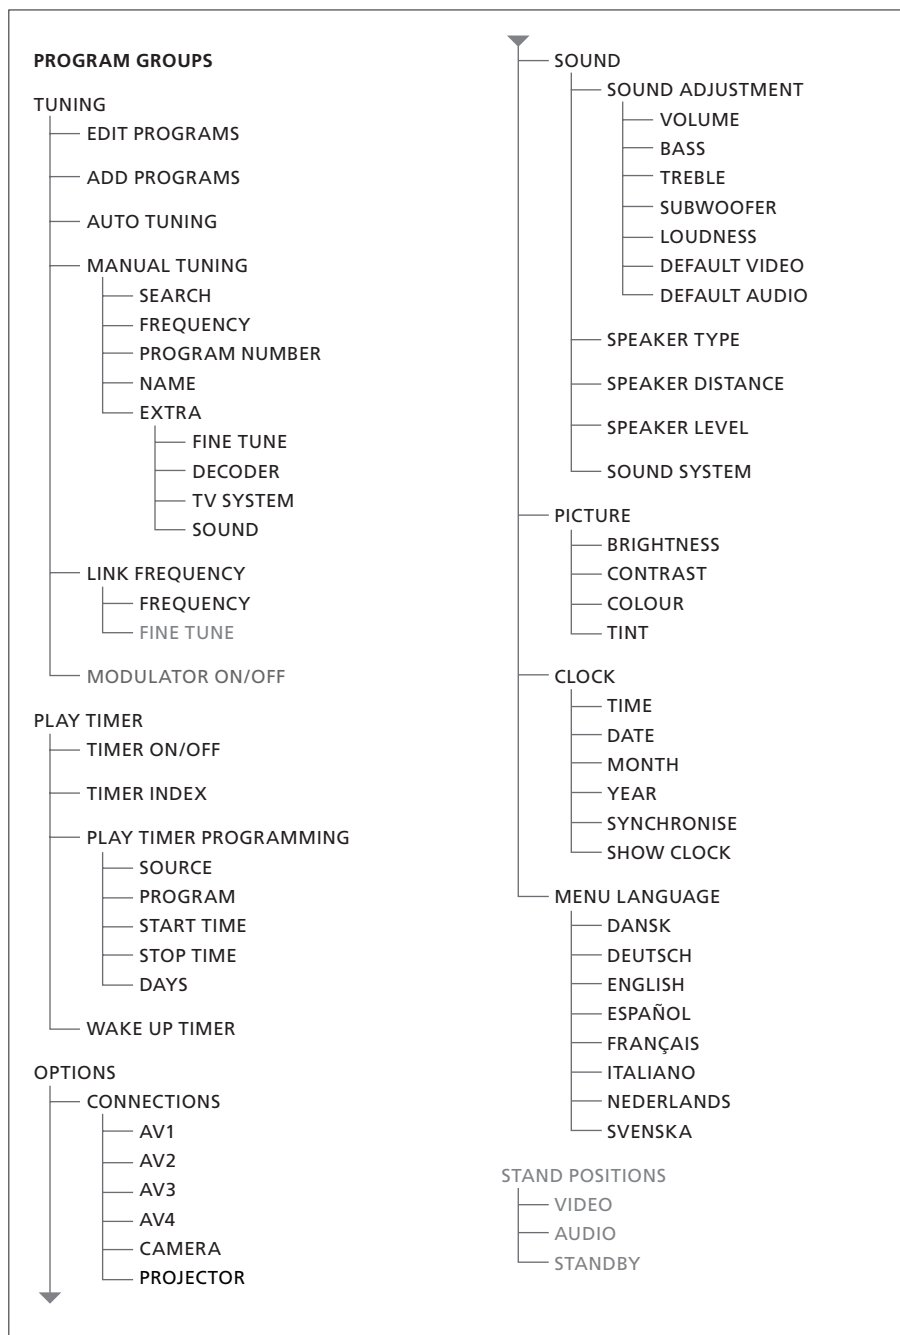 PROGRAM GROUPS
TUNING
EDIT PROGRAMS
ADD PROGRAMS
AUTO TUNING
MANUAL TUNING
SEARCH
FREQUENCY
PROGRAM NUMBER
NAME
EXTRA
FINE TUNE
DECODER
TV SYSTEM
SOUND
LINK FREQUENCY
FREQUENCY
FINE TUNE
MODULATOR ON/OFF
PLAY TIMER
TIMER ON/OFF
TIMER INDEX
PLAY TIMER PROGRAMMING
SOURCE
PROGRAM
START TIME
STOP TIME
DAYS
WAKE UP TIMER
OPTIONS
CONNECTIONS
AV1
AV2
AV3
AV4
CAMERA
PROJECTOR
SOUND
SOUND ADJUSTMENT
VOLUME
BASS
TREBLE
SUBWOOFER
LOUDNESS
DEFAULT VIDEO
DEFAULT AUDIO
SPEAKER TYPE
SPEAKER DISTANCE
SPEAKER LEVEL
SOUND SYSTEM
PICTURE
BRIGHTNESS
CONTRAST
COLOUR
TINT
CLOCK
TIME
DATE
MONTH
YEAR
SYNCHRONISE
SHOW CLOCK
MENU LANGUAGE
DANSK
DEUTSCH
ENGLISH
ESPAÑOL
FRANÇAIS
ITALIANO
NEDERLANDS
SVENSKA
STAND POSITIONS
VIDEO
AUDIO
STANDBY